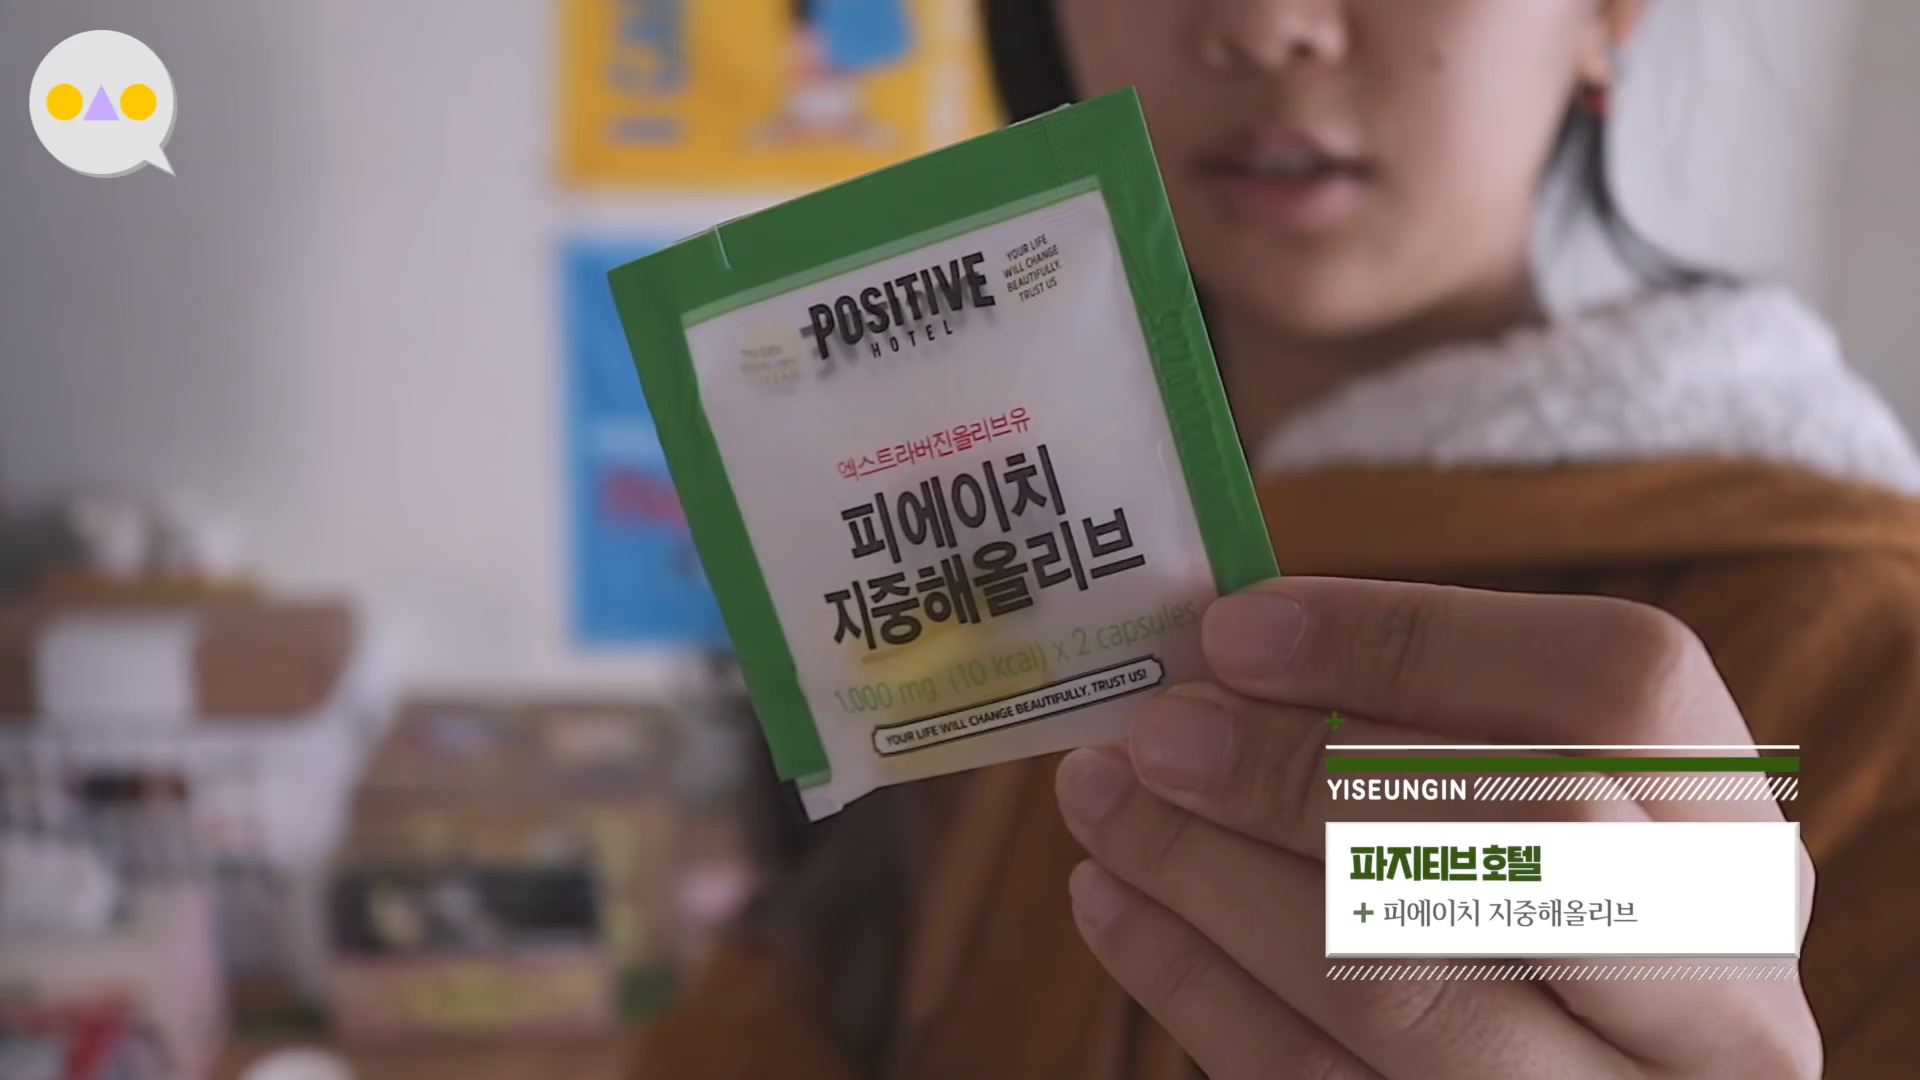 POSITIVE
HOTEL
YOUR LIFE
WILL CHANGE
BEAUTIFULLY.
TRUST US
엑스트라버진올리브유
피에이치
지중해올리브
1,000 mg (10 kcal) x 2 capsules
YOUR LIFE WILL CHANGE BEAUTIFULLY, TRUST US!
YISEUNGIN
파지티브 호텔
+ 피에이치 지중해올리브